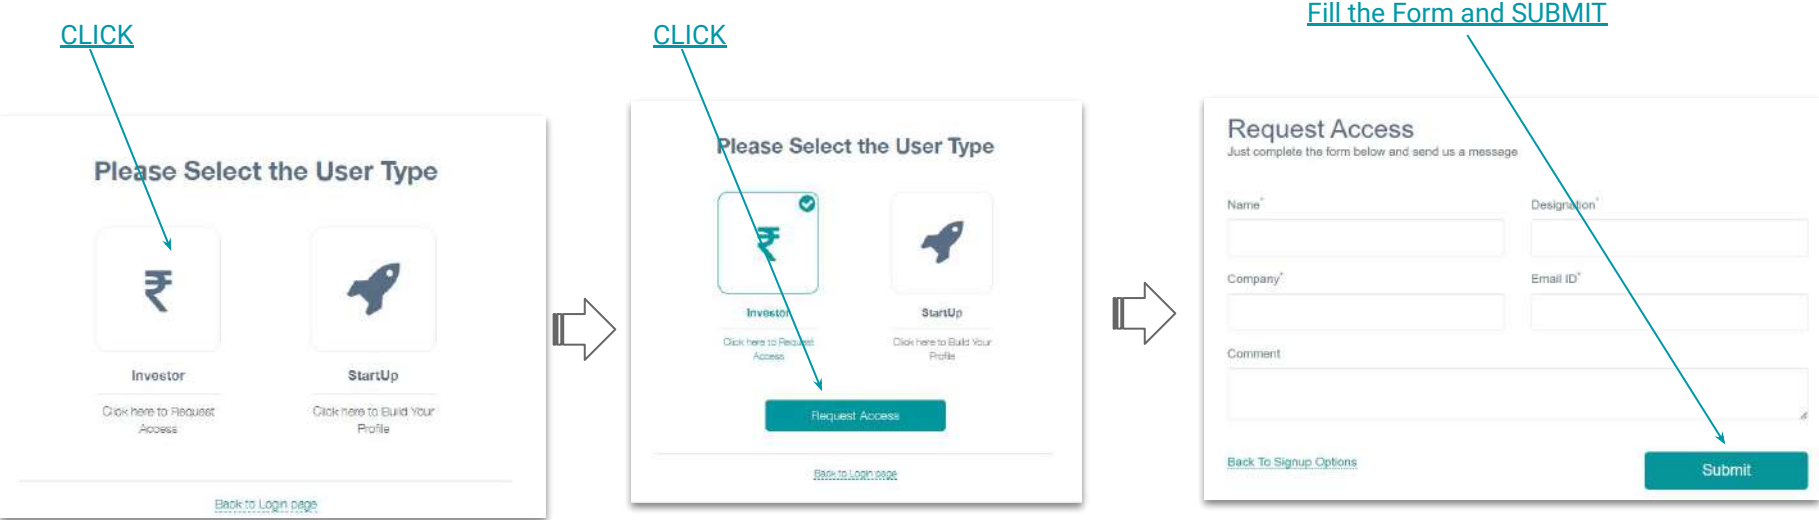 CLICK
Please Select the User Type
₹
Investor
Click here to Request
Access
StartUp
Click here to Build Your
Profile
Back to Login page
CLICK
Please Select the User Type
₹
Investor
Click here to Request
Access
StartUp
Click here to Build Your
Profile
Request Access
Back to Login page
Fill the Form and SUBMIT
Request Access
Just complete the form below and send us a message
Name*
Designation*
Company*
Email ID*
Comment
Back To Signup Options
Submit